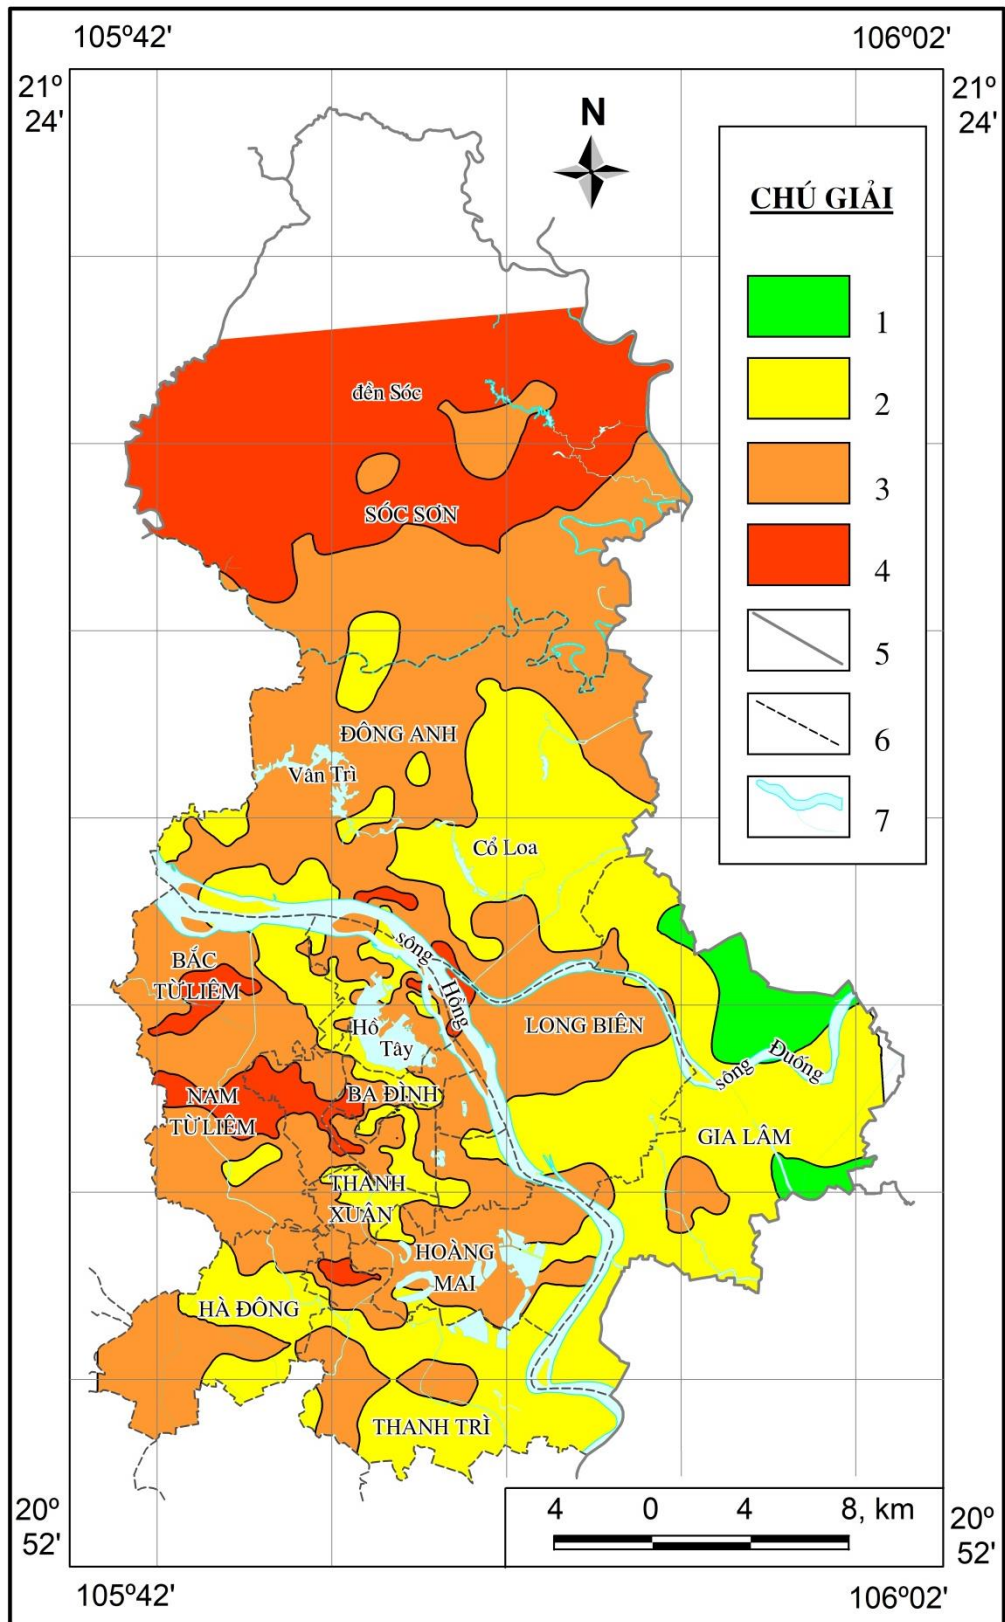 105º42'
106º02'
21º
24'
21º
24'
N
CHÚ GIẢI
1
2
3
4
5
6
7
đền Sóc
SÓC SƠN
ĐÔNG ANH
Vân Trì
Cổ Loa
sông
Hồng
BẮC
TỪ LIÊM
Hồ
Tây
LONG BIÊN
sông
Đuống
NAM
TỪ LIÊM
BA ĐÌNH
GIA LÂM
THANH
XUÂN
HOÀNG
MAI
HÀ ĐÔNG
THANH TRÌ
4 0 4 8, km
20º
52'
20º
52'
105º42'
106º02'